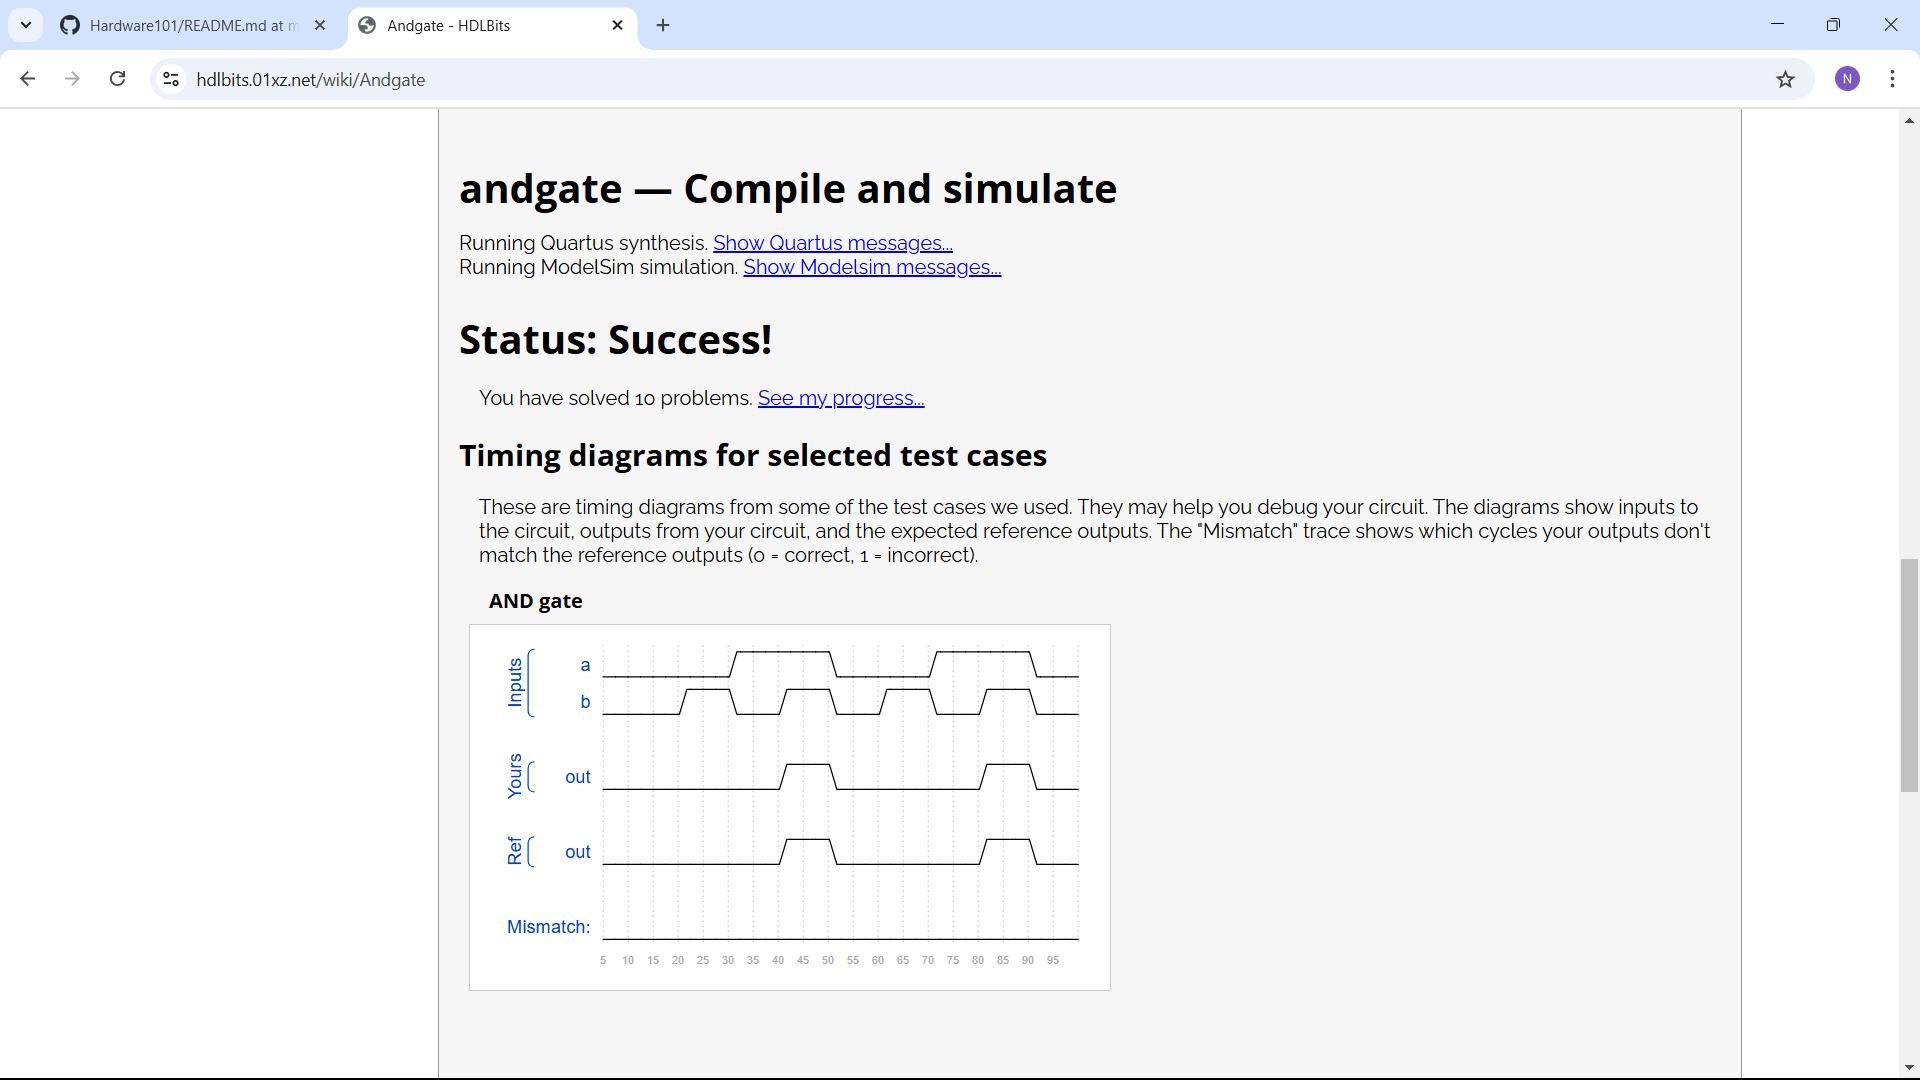 Hardware101/README.md at m
Andgate - HDLBits
hdlbits.01xz.net/wiki/Andgate
N
andgate — Compile and simulate
Running Quartus synthesis. Show Quartus messages...
Running ModelSim simulation. Show Modelsim messages...
Status: Success!
You have solved 10 problems. See my progress...
Timing diagrams for selected test cases
These are timing diagrams from some of the test cases we used. They may help you debug your circuit. The diagrams show inputs to
the circuit, outputs from your circuit, and the expected reference outputs. The "Mismatch" trace shows which cycles your outputs don't
match the reference outputs (0 = correct, 1 = incorrect).
AND gate
Inputs
a
b
Yours
out
Ref
out
Mismatch:
5 10 15 20 25 30 35 40 45 50 55 60 65 70 75 80 85 90 95